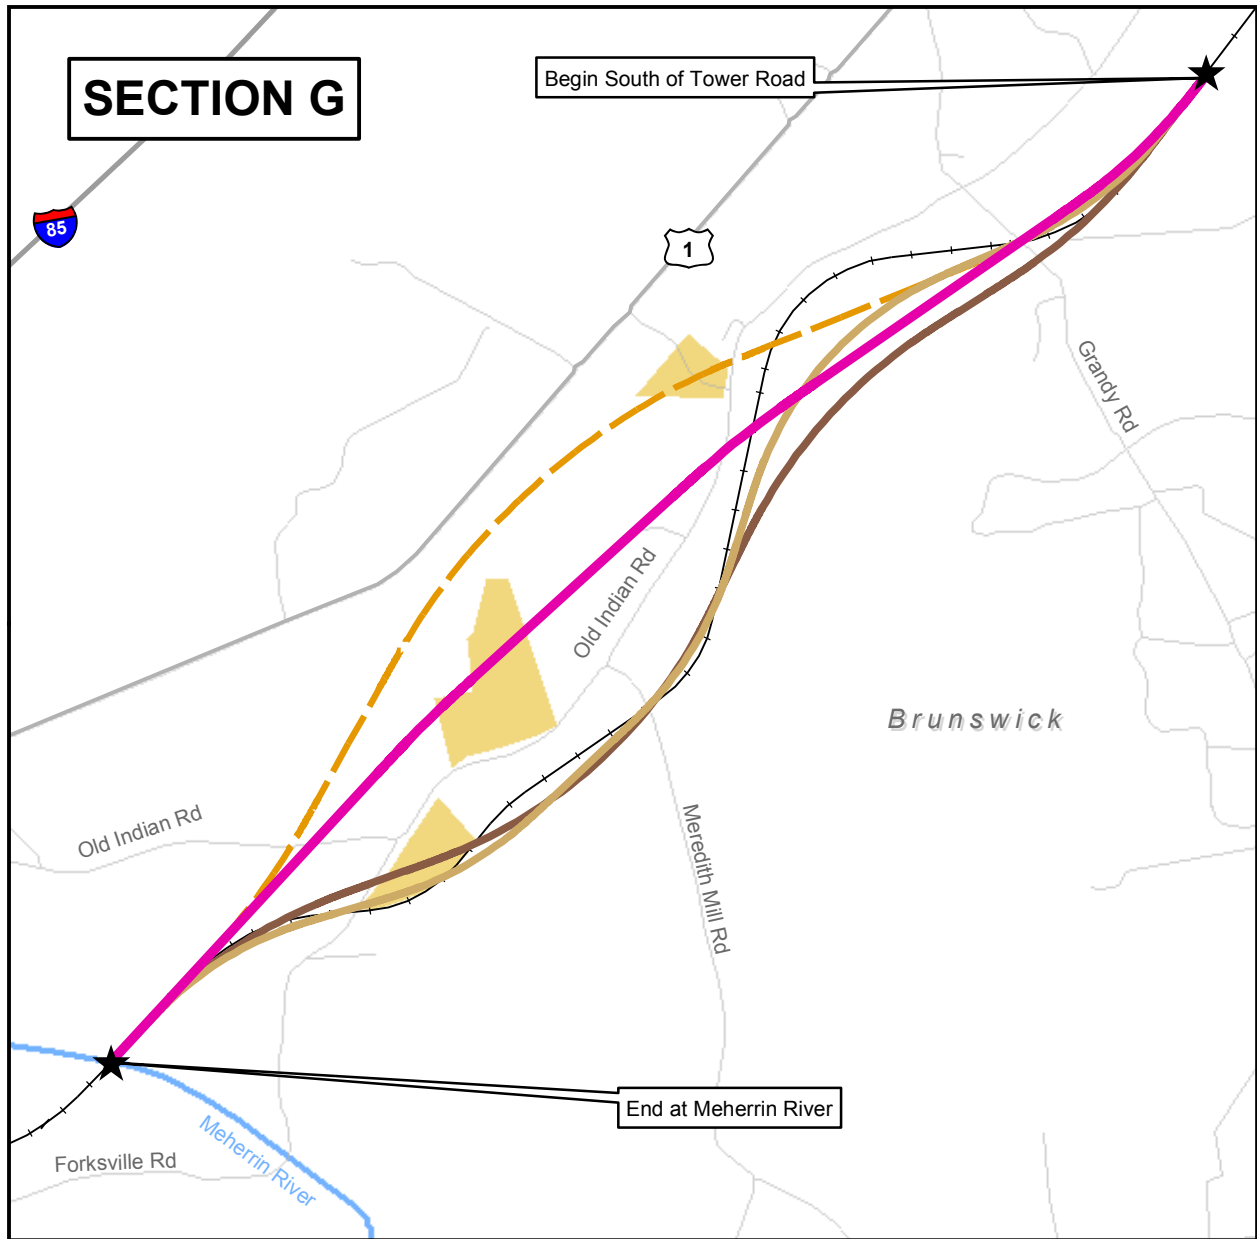 SECTION G
Begin South of Tower Road
85
1
Grandy Rd
Old Indian Rd
Brunswick
Old Indian Rd
Meredith Mill Rd
End at Meherrin River
Meherrin River
Forksville Rd